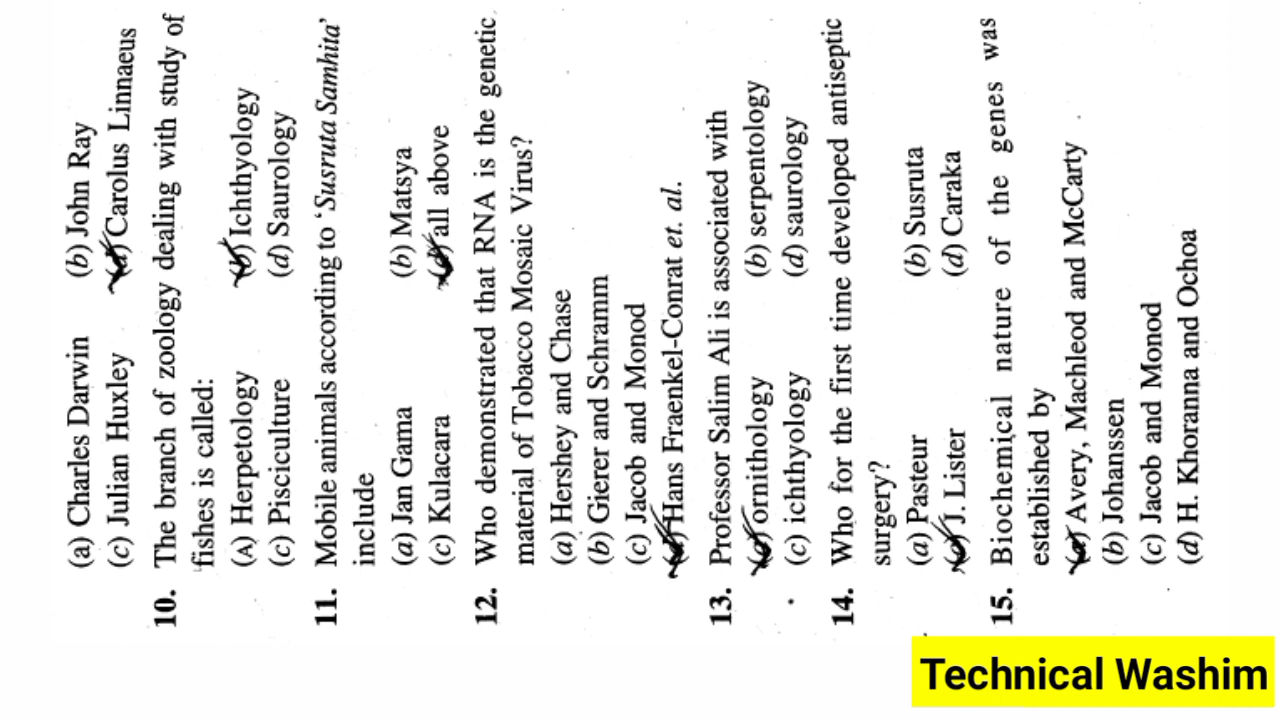 (a) Charles Darwin (b) John Ray
(c) Julian Huxley (d) Carolus Linnaeus
10. The branch of zoology dealing with study of
fishes is called:
(A) Herpetology (b) Ichthyology
(c) Pisciculture (d) Saurology
11. Mobile animals according to ‘Susruta Samhita’
include
(a) Jan Gama (b) Matsya
(c) Kulacara (d) all above
12. Who demonstrated that RNA is the genetic
material of Tobacco Mosaic Virus?
(a) Hershey and Chase
(b) Gierer and Schramm
(c) Jacob and Monod
(d) Hans Fraenkel-Conrat et. al.
13. Professor Salim Ali is associated with
(a) ornithology (b) serpentology
(c) ichthyology (d) saurology
14. Who for the first time developed antiseptic
surgery?
(a) Pasteur (b) Susruta
(c) J. Lister (d) Caraka
15. Biochemical nature of the genes was
established by
(a) Avery, Machleod and McCarty
(b) Johanssen
(c) Jacob and Monod
(d) H. Khoranna and Ochoa
Technical Washim